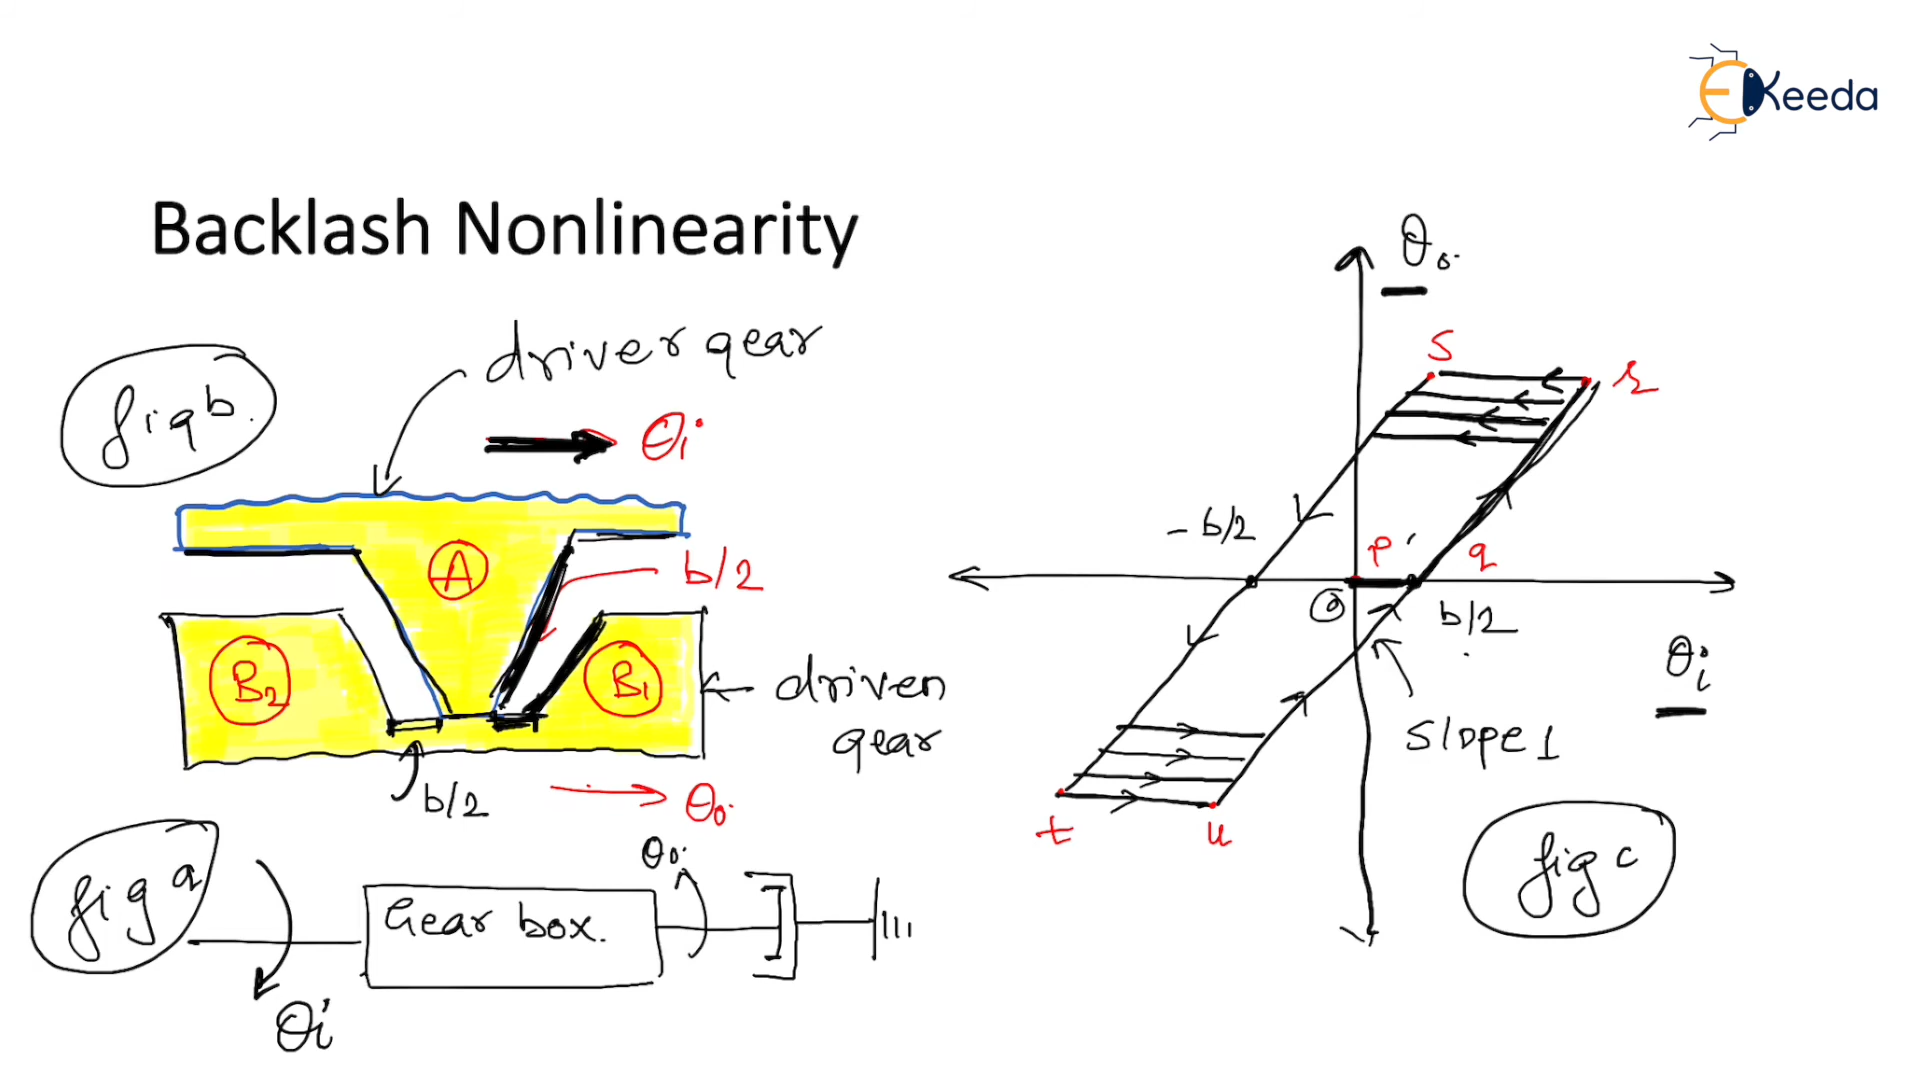 EKeeda
Backlash Nonlinearity
fig b.
driver gear
θi
A
b/2
B2
B1
driven
gear
b/2
θo.
fig a
θi
Gear box.
θo.
θo.
s
r
-b/2
p'
q
O
b/2
θi
slope 1
t
u
fig c